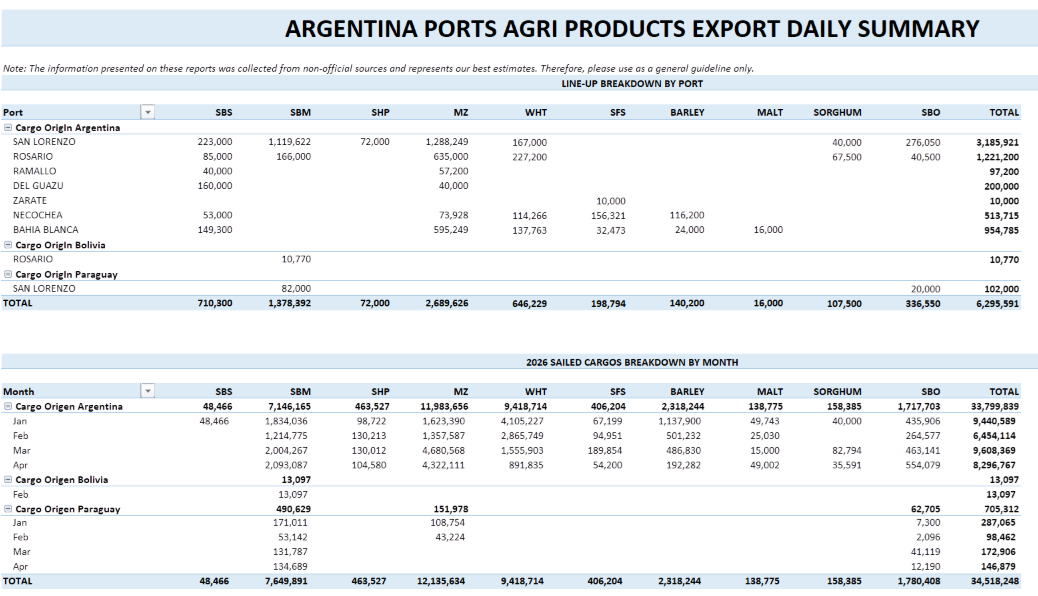 ARGENTINA PORTS AGRI PRODUCTS EXPORT DAILY SUMMARY
Note: The information presented on these reports was collected from non-official sources and represents our best estimates. Therefore, please use as a general guideline only.
LINE-UP BREAKDOWN BY PORT
Port SBS SBM SHP MZ WHT SFS BARLEY MALT SORGHUM SBO TOTAL
Cargo Origln Argentina
SAN LORENZO 223,000 1,119,622 72,000 1,288,249 167,000 40,000 276,050 3,185,921
ROSARIO 85,000 166,000 635,000 227,200 67,500 40,500 1,221,200
RAMALLO 40,000 57,200 97,200
DEL GUAZU 160,000 40,000 200,000
ZARATE 10,000 10,000
NECOCHEA 53,000 73,928 114,266 156,321 116,200 513,715
BAHIA BLANCA 149,300 595,249 137,763 32,473 24,000 16,000 954,785
Cargo Origln Bolivia
ROSARIO 10,770 10,770
Cargo Origln Paraguay
SAN LORENZO 82,000 20,000 102,000
TOTAL 710,300 1,378,392 72,000 2,689,626 646,229 198,794 140,200 16,000 107,500 336,550 6,295,591
2026 SAILED CARGOS BREAKDOWN BY MONTH
Month SBS SBM SHP MZ WHT SFS BARLEY MALT SORGHUM SBO TOTAL
Cargo Origen Argentina 48,466 7,146,165 463,527 11,983,656 9,418,714 406,204 2,318,244 138,775 158,385 1,717,703 33,799,839
Jan 48,466 1,834,036 98,722 1,623,390 4,105,227 67,199 1,137,900 49,743 40,000 435,906 9,440,589
Feb 1,214,775 130,213 1,357,587 2,865,749 94,951 501,232 25,030 264,577 6,454,114
Mar 2,004,267 130,012 4,680,568 1,555,903 189,854 486,830 15,000 82,794 463,141 9,608,369
Apr 2,093,087 104,580 4,322,111 891,835 54,200 192,282 49,002 35,591 554,079 8,296,767
Cargo Origen Bolivia 13,097 13,097
Feb 13,097 13,097
Cargo Origen Paraguay 490,629 151,978 62,705 705,312
Jan 171,011 108,754 7,300 287,065
Feb 53,142 43,224 2,096 98,462
Mar 131,787 41,119 172,906
Apr 134,689 12,190 146,879
TOTAL 48,466 7,649,891 463,527 12,135,634 9,418,714 406,204 2,318,244 138,775 158,385 1,780,408 34,518,248